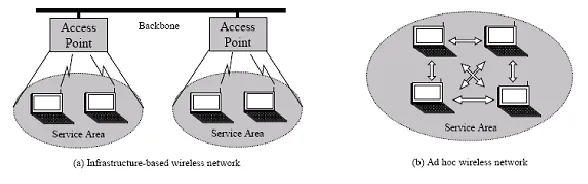 Backbone
Access
Point
Access
Point
Service Area
Service Area
(a) Infrastructure-based wireless network
Service Area
(b) Ad hoc wireless network